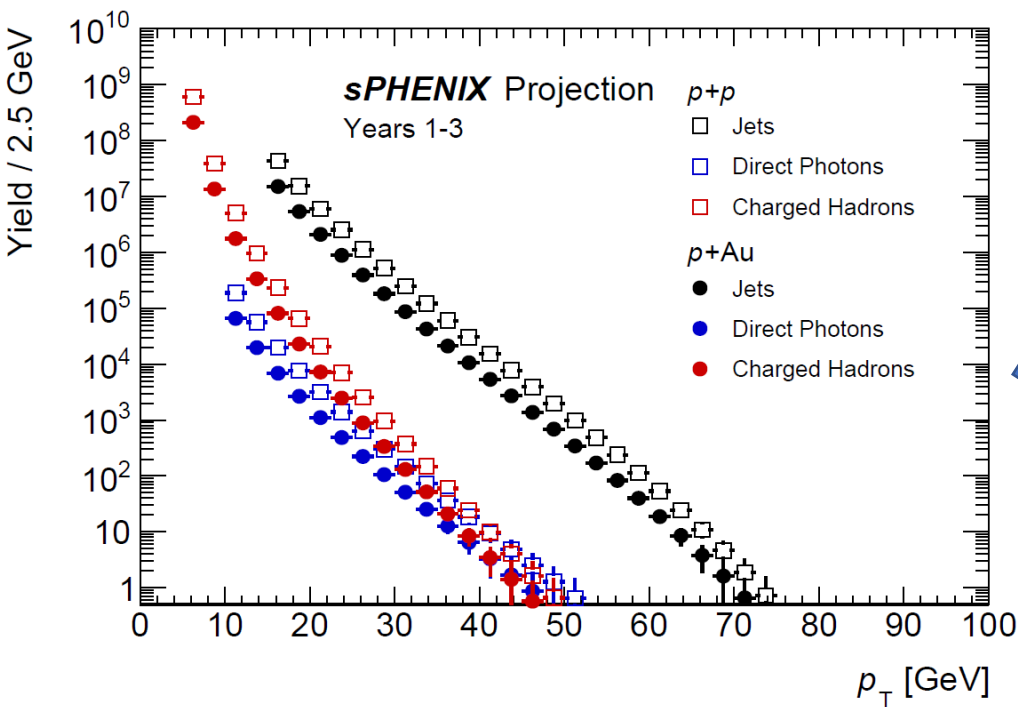 Yield / 2.5 GeV
10^10
10^9
10^8
10^7
10^6
10^5
10^4
10^3
10^2
10
1
sPHENIX Projection
Years 1-3
p+p
Jets
Direct Photons
Charged Hadrons
p+Au
Jets
Direct Photons
Charged Hadrons
0 10 20 30 40 50 60 70 80 90 100
p_T [GeV]